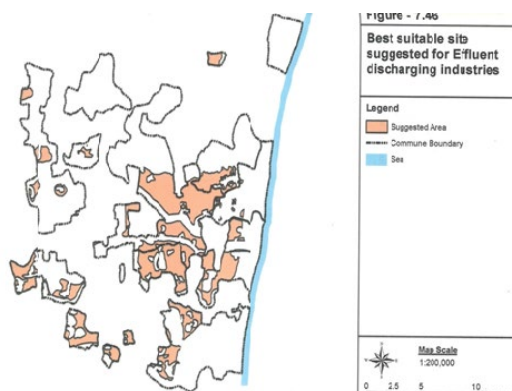 Figure - 7.46
Best suitable site
suggested for Effluent
discharging industries
Legend
Suggested Area
Commune Boundary
Sea
Map Scale
1:200,000
0 2.5 5 10